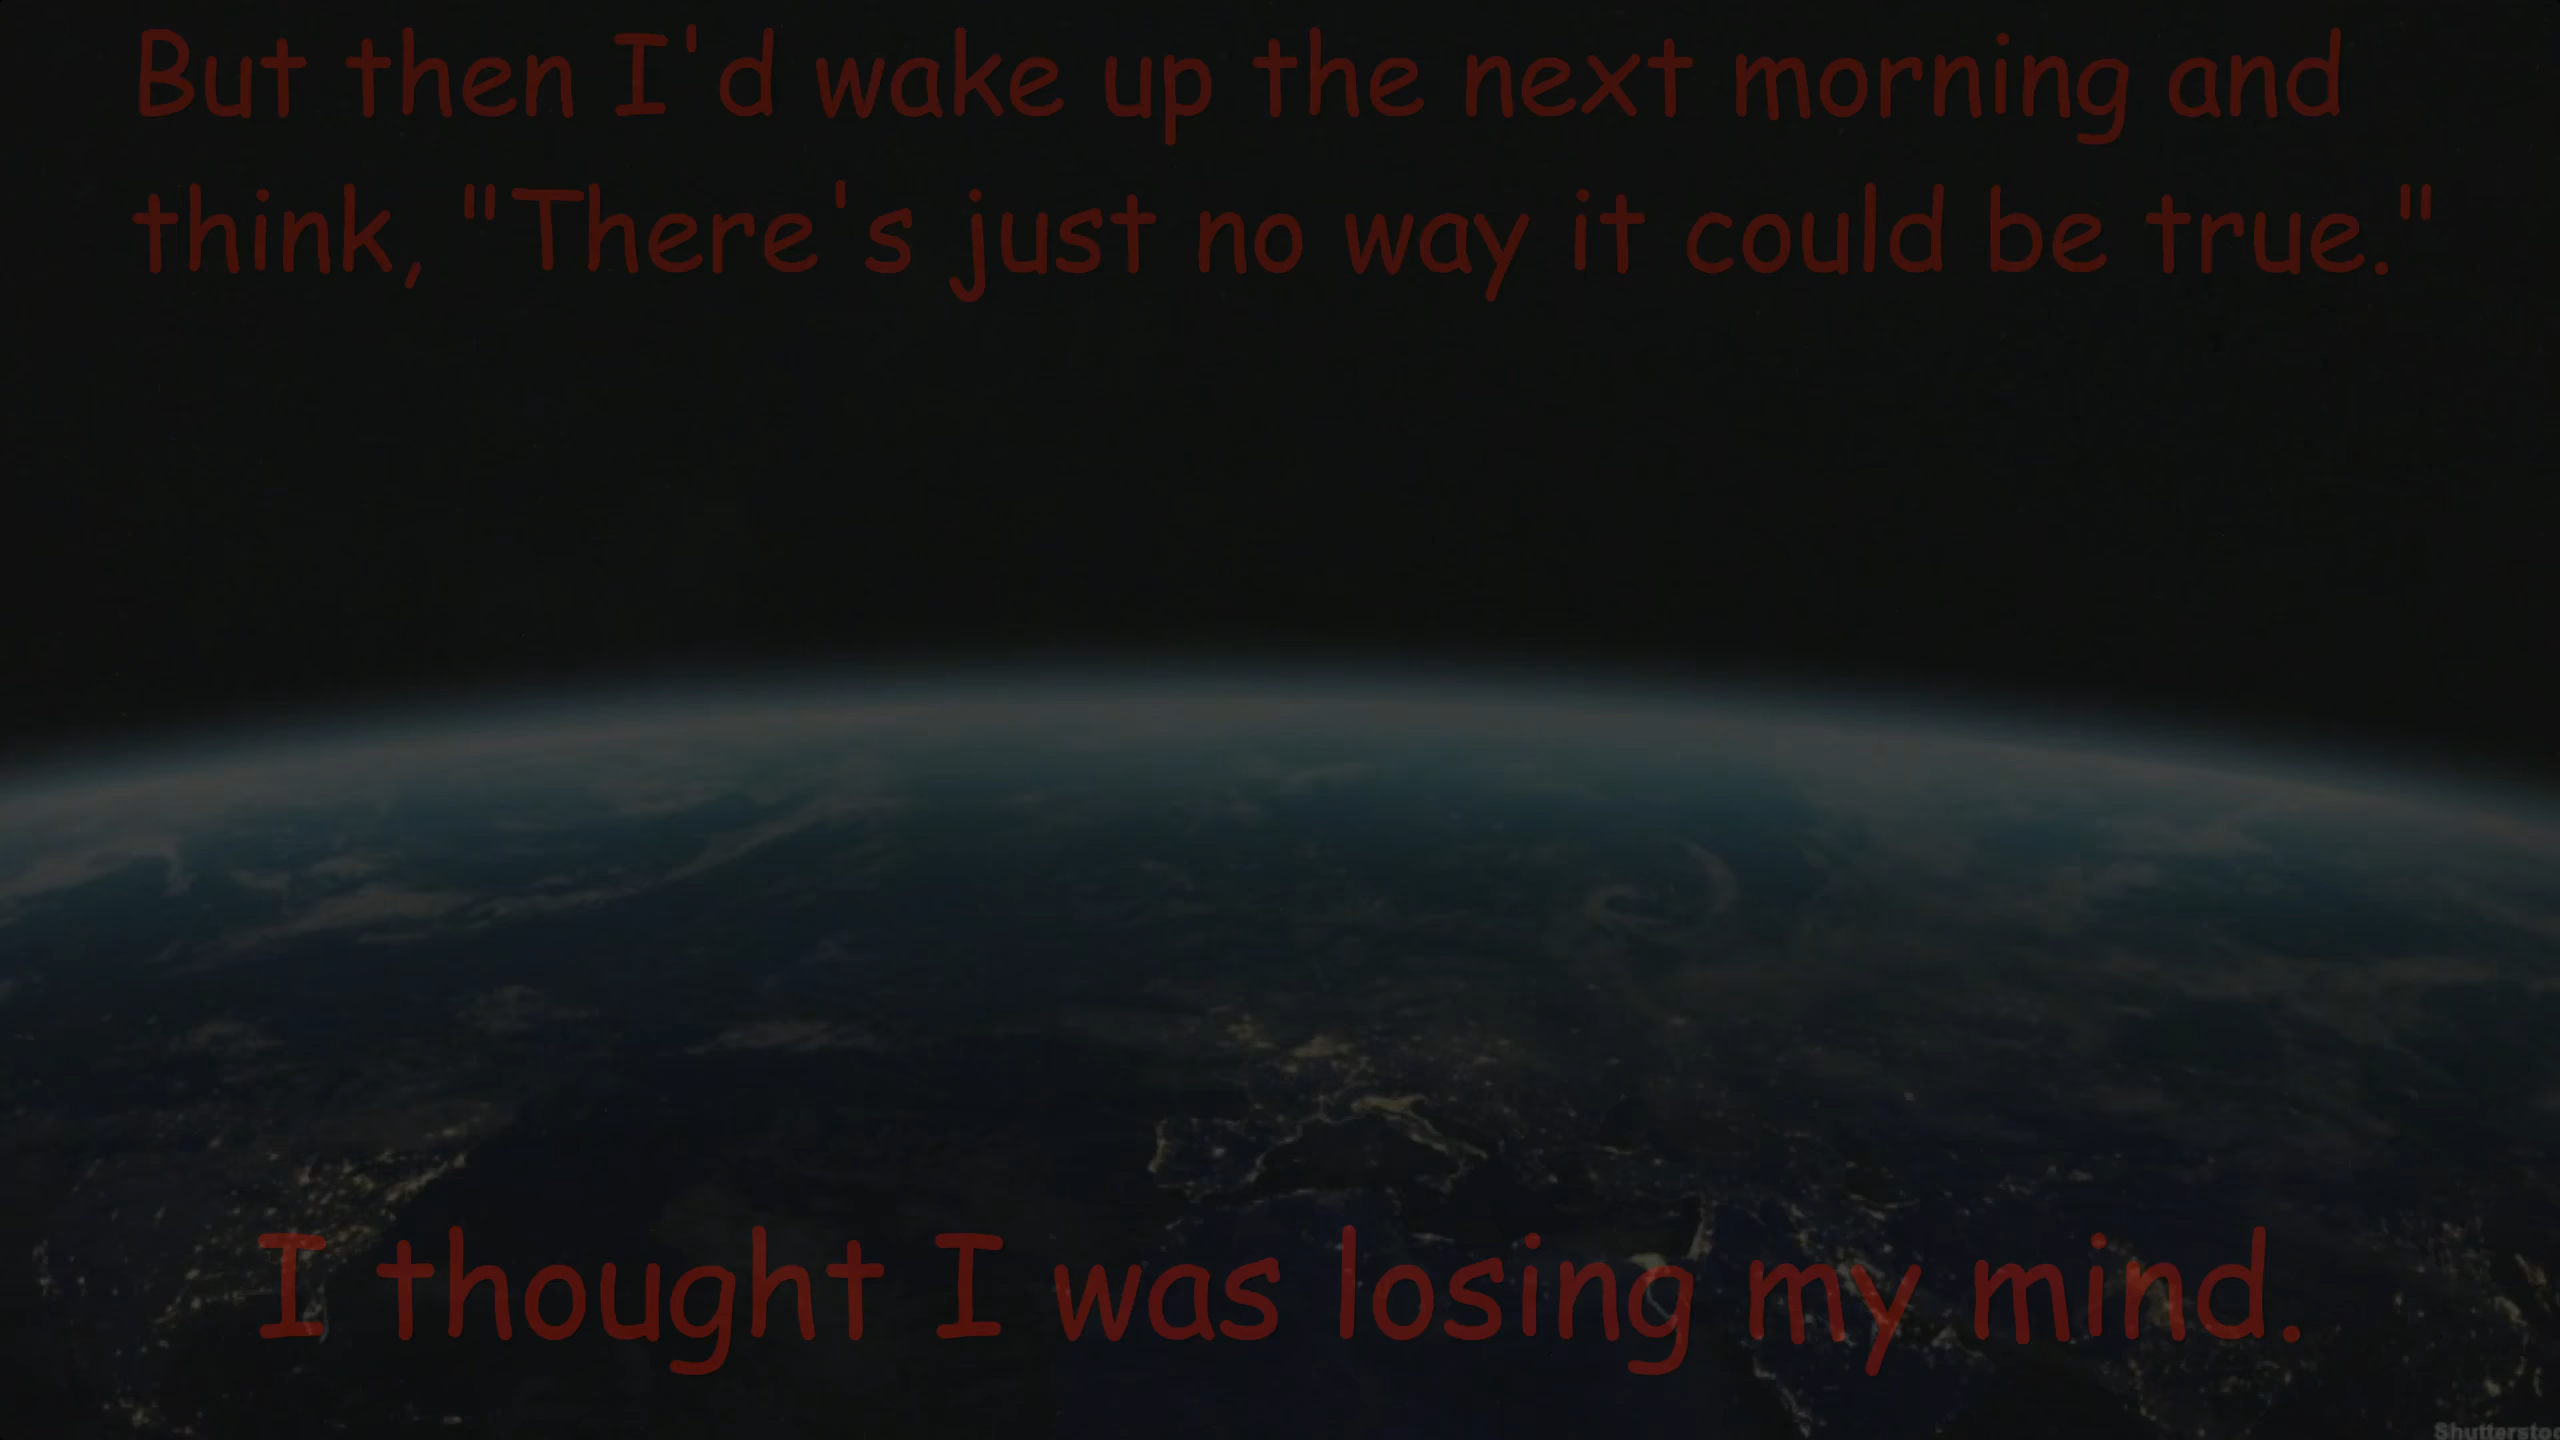 But then I'd wake up the next morning and
think, "There's just no way it could be true."
I thought I was losing my mind.